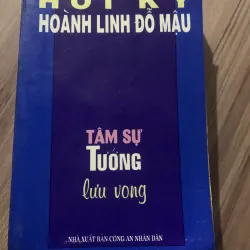 HỒI KÝ
HOÀNH LINH ĐỖ MẬU
TÂM SỰ
TƯỚNG
lưu vong
NHÀ XUẤT BẢN CÔNG AN NHÂN DÂN